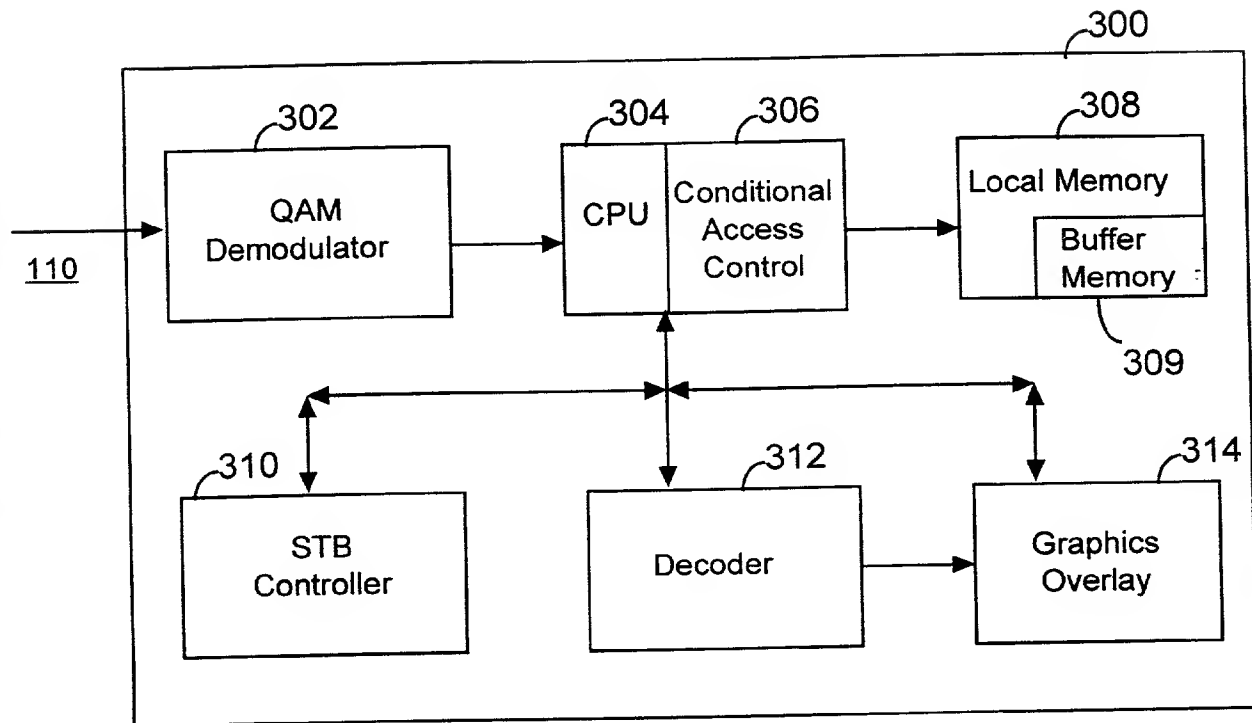 300
302
304
306
308
QAM
Demodulator
CPU
Conditional
Access
Control
Local Memory
Buffer
Memory
110
309
310
312
314
STB
Controller
Decoder
Graphics
Overlay